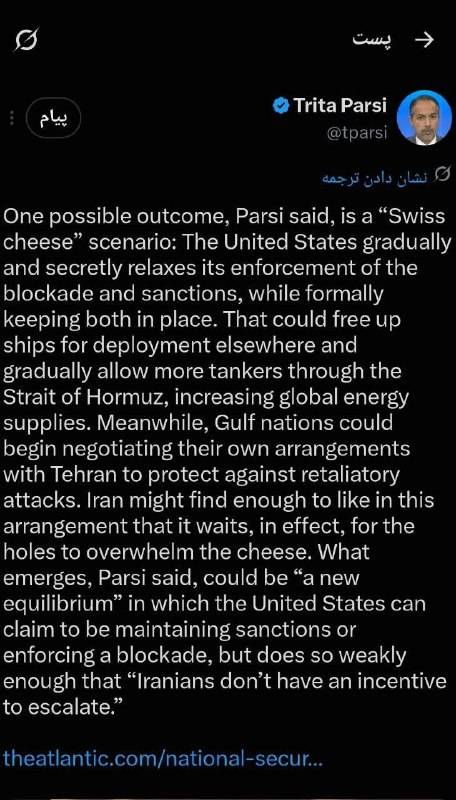 پست
Trita Parsi
@tparsi
پیام
نشان دادن ترجمه
One possible outcome, Parsi said, is a “Swiss
cheese” scenario: The United States gradually
and secretly relaxes its enforcement of the
blockade and sanctions, while formally
keeping both in place. That could free up
ships for deployment elsewhere and
gradually allow more tankers through the
Strait of Hormuz, increasing global energy
supplies. Meanwhile, Gulf nations could
begin negotiating their own arrangements
with Tehran to protect against retaliatory
attacks. Iran might find enough to like in this
arrangement that it waits, in effect, for the
holes to overwhelm the cheese. What
emerges, Parsi said, could be “a new
equilibrium” in which the United States can
claim to be maintaining sanctions or
enforcing a blockade, but does so weakly
enough that “Iranians don’t have an incentive
to escalate.”
theatlantic.com/national-secur...